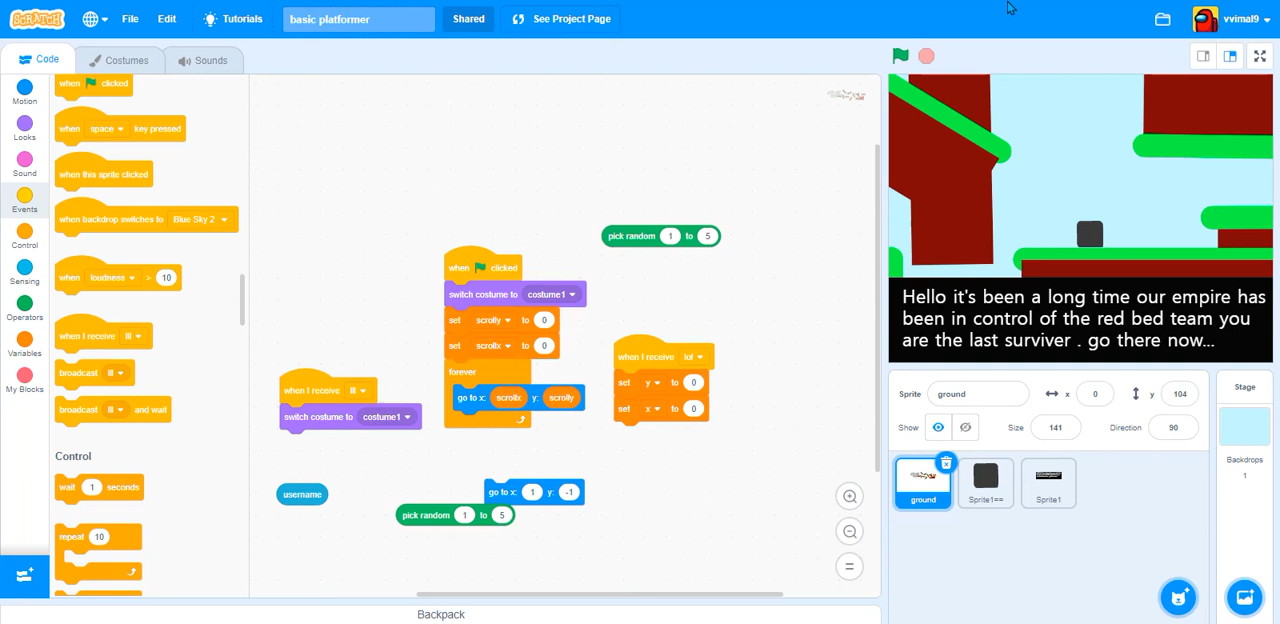 SCRATCH File Edit Tutorials basic platformer Shared See Project Page vvimal9
Code Costumes Sounds
Motion
Looks
Sound
Events
Control
Sensing
Operators
Variables
My Blocks
when clicked
when space key pressed
when this sprite clicked
when backdrop switches to Blue Sky 2
when loudness > 10
when I receive lll
broadcast lll
broadcast lll and wait
Control
wait 1 seconds
repeat 10
pick random 1 to 5
when clicked
switch costume to costume1
set scrolly to 0
set scrollx to 0
forever
go to x: scrollx y: scrolly
when I receive lll
switch costume to costume1
when I receive lol
set y to 0
set x to 0
username
go to x: 1 y: -1
pick random 1 to 5
Backpack
Hello it's been a long time our empire has
been in control of the red bed team you
are the last surviver . go there now...
Sprite ground x 0 y 104
Show Size 141 Direction 90
ground Sprite1== Sprite1
Stage
Backdrops
1